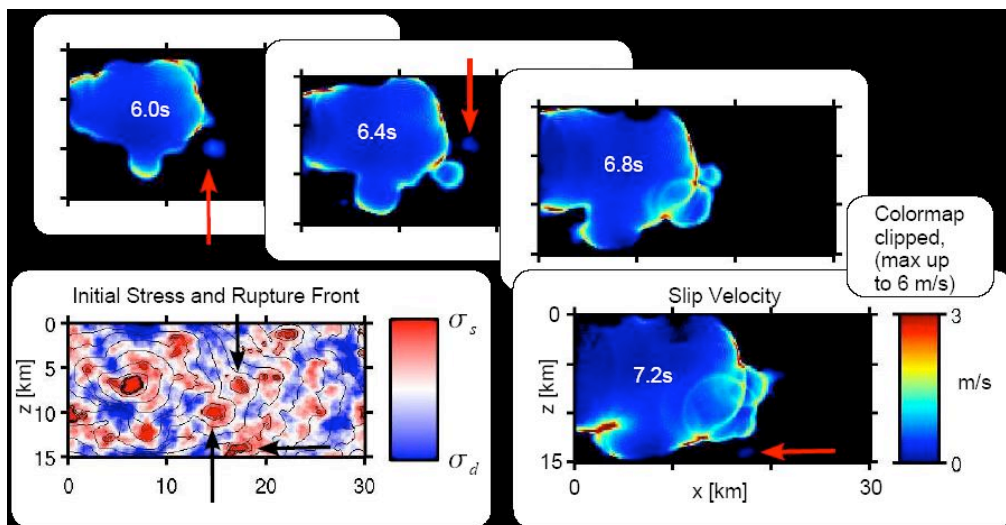 6.0s
6.4s
6.8s
Colormap
clipped,
(max up
to 6 m/s)
Initial Stress and Rupture Front
0
5
10
15
z [km]
0 10 20 30
σs
σd
Slip Velocity
7.2s
0
z [km]
15
0 10 20 30
x [km]
3
m/s
0